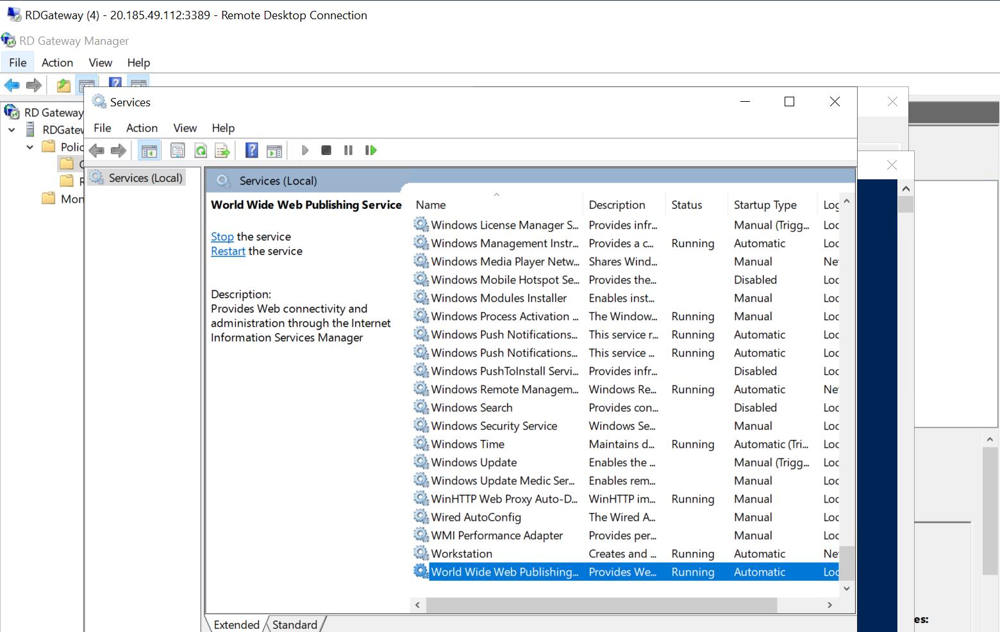 RDGateway (4) - 20.185.49.112:3389 - Remote Desktop Connection
RD Gateway Manager
File Action View Help
RD Gateway
Services
File Action View Help
Services (Local)
Services (Local)
World Wide Web Publishing Service
Stop the service
Restart the service
Description:
Provides Web connectivity and
administration through the Internet
Information Services Manager
Name Description Status Startup Type Log
Windows License Manager S... Provides infr... Manual (Trigg... Loc
Windows Management Instr... Provides a c... Running Automatic Loc
Windows Media Player Netw... Shares Wind... Manual Net
Windows Mobile Hotspot Se... Provides the... Disabled Loc
Windows Modules Installer Enables inst... Manual Loc
Windows Process Activation ... The Window... Running Manual Loc
Windows Push Notifications... This service r... Running Automatic Loc
Windows Push Notifications... This service ... Running Automatic Loc
Windows PushToInstall Servi... Provides infr... Disabled Loc
Windows Remote Managem... Windows Re... Running Automatic Net
Windows Search Provides con... Disabled Loc
Windows Security Service Windows Se... Manual Loc
Windows Time Maintains d... Running Automatic (Tri... Loc
Windows Update Enables the ... Manual (Trigg... Loc
Windows Update Medic Ser... Enables rem... Manual Loc
WinHTTP Web Proxy Auto-D... WinHTTP im... Running Manual Loc
Wired AutoConfig The Wired A... Manual Loc
WMI Performance Adapter Provides per... Manual Loc
Workstation Creates and ... Running Automatic Net
World Wide Web Publishing... Provides We... Running Automatic Loc
Extended Standard
es: